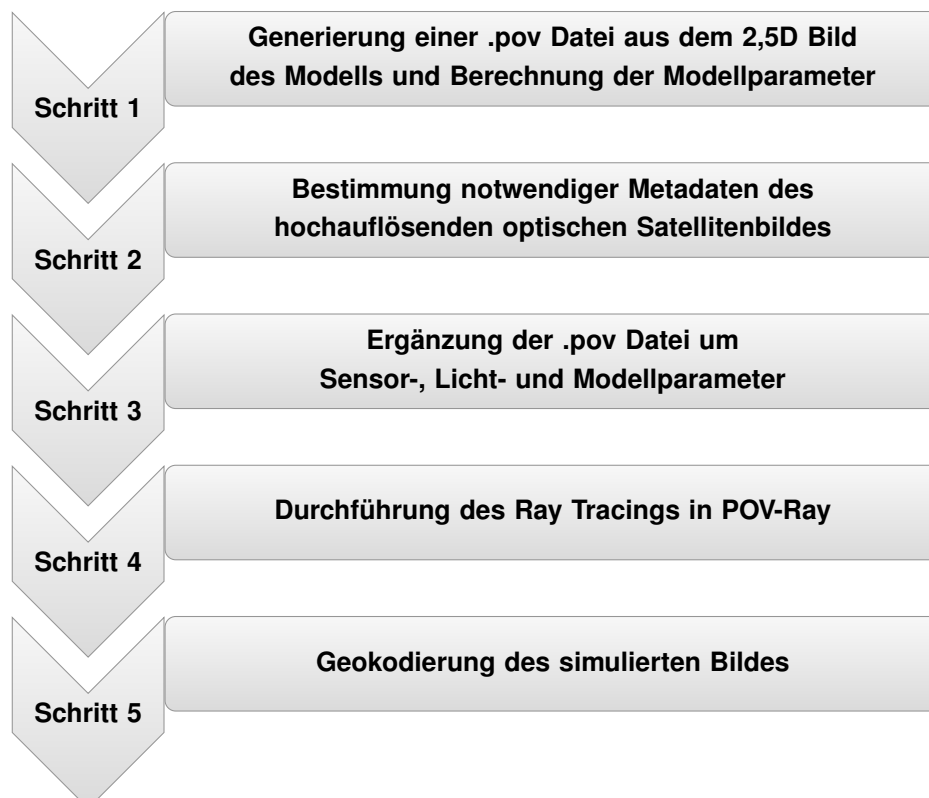 Schritt 1
Generierung einer .pov Datei aus dem 2,5D Bild
des Modells und Berechnung der Modellparameter
Schritt 2
Bestimmung notwendiger Metadaten des
hochauflösenden optischen Satellitenbildes
Schritt 3
Ergänzung der .pov Datei um
Sensor-, Licht- und Modellparameter
Schritt 4
Durchführung des Ray Tracings in POV-Ray
Schritt 5
Geokodierung des simulierten Bildes